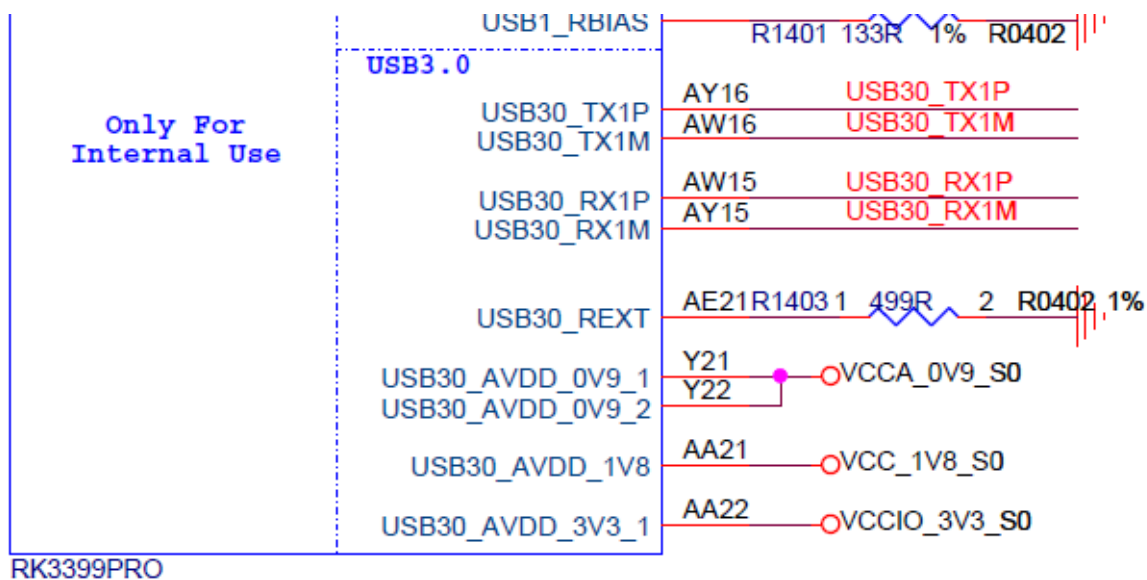 USB1_RBIAS
R1401 133R 1% R0402
USB3.0
Only For
Internal Use
USB30_TX1P AY16 USB30_TX1P
USB30_TX1M AW16 USB30_TX1M
USB30_RX1P AW15 USB30_RX1P
USB30_RX1M AY15 USB30_RX1M
USB30_REXT AE21 R1403 1 499R 2 R0402 1%
USB30_AVDD_0V9_1 Y21 VCCA_0V9_S0
USB30_AVDD_0V9_2 Y22
USB30_AVDD_1V8 AA21 VCC_1V8_S0
USB30_AVDD_3V3_1 AA22 VCCIO_3V3_S0
RK3399PRO